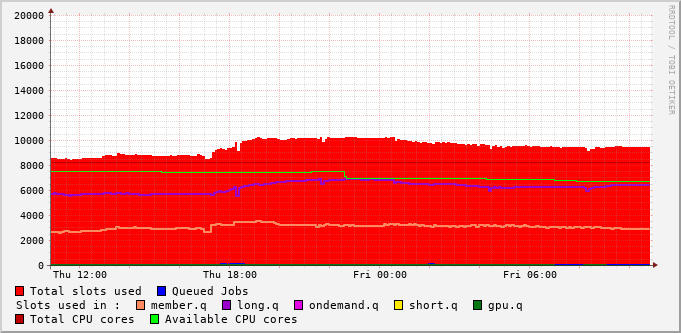 20000
18000
16000
14000
12000
10000
8000
6000
4000
2000
0
Thu 12:00 Thu 18:00 Fri 00:00 Fri 06:00
RRDTOOL / TOBI OETIKER
Total slots used Queued Jobs
Slots used in : member.q long.q ondemand.q short.q gpu.q
Total CPU cores Available CPU cores